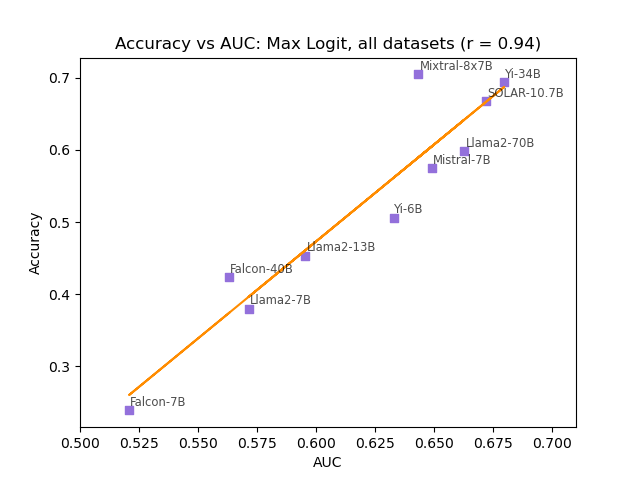 Accuracy vs AUC: Max Logit, all datasets (r = 0.94)
Mixtral-8x7B
Yi-34B
SOLAR-10.7B
Llama2-70B
Mistral-7B
Yi-6B
Llama2-13B
Falcon-40B
Llama2-7B
Falcon-7B
0.7
0.6
0.5
0.4
0.3
Accuracy
0.500 0.525 0.550 0.575 0.600 0.625 0.650 0.675 0.700
AUC